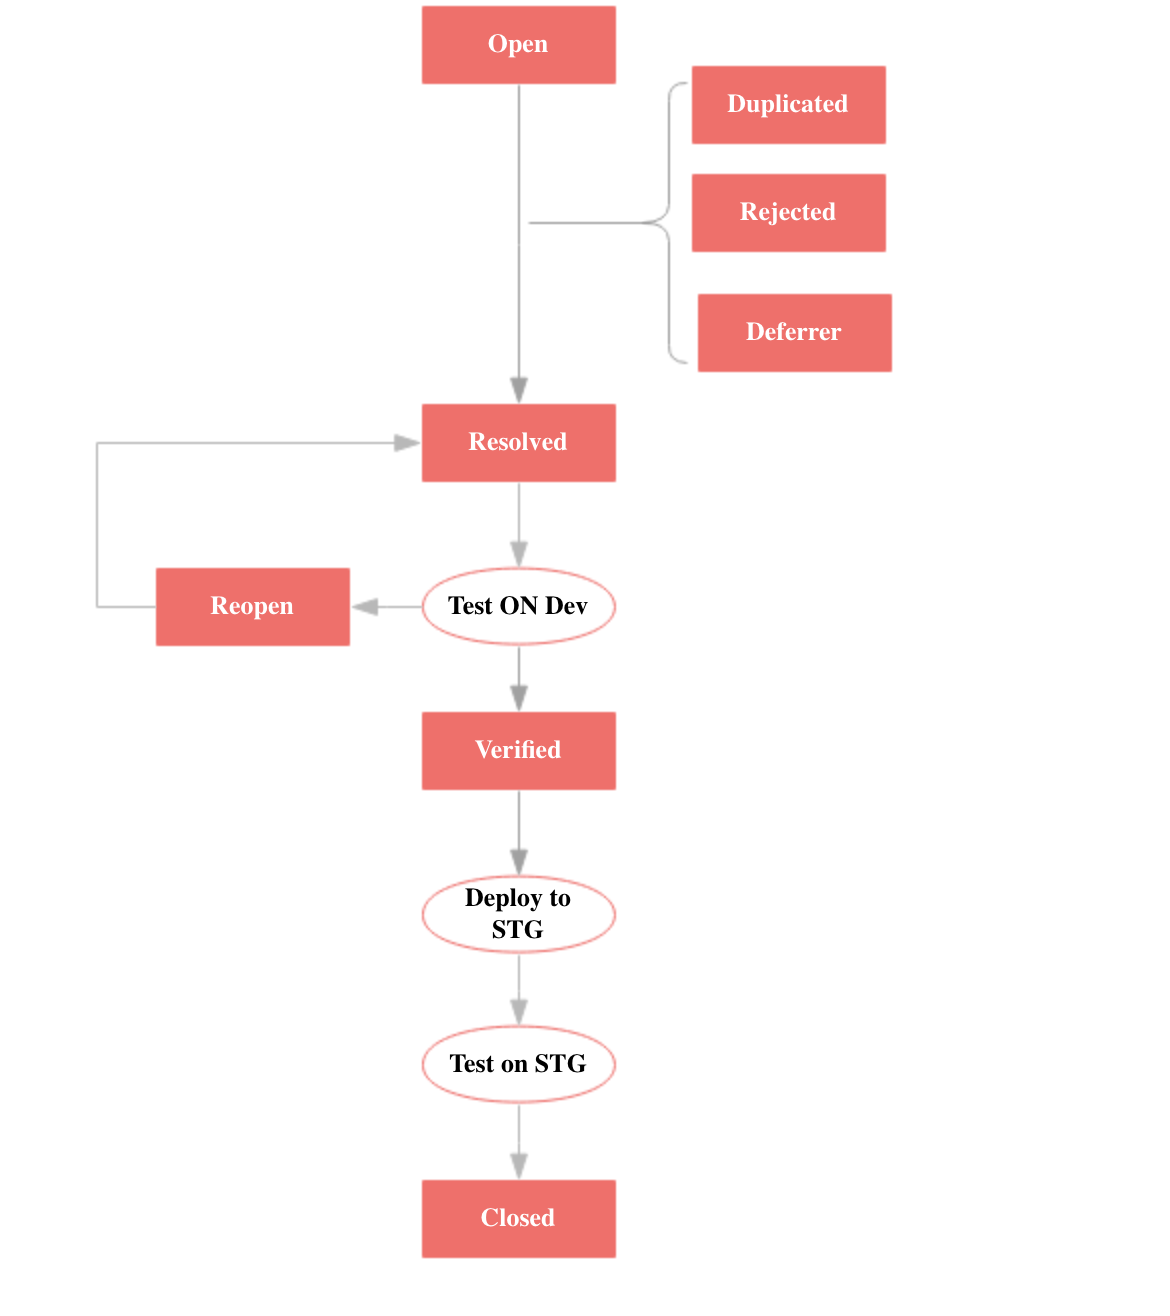 Open
Duplicated
Rejected
Deferrer
Resolved
Reopen
Test ON Dev
Verified
Deploy to
STG
Test on STG
Closed